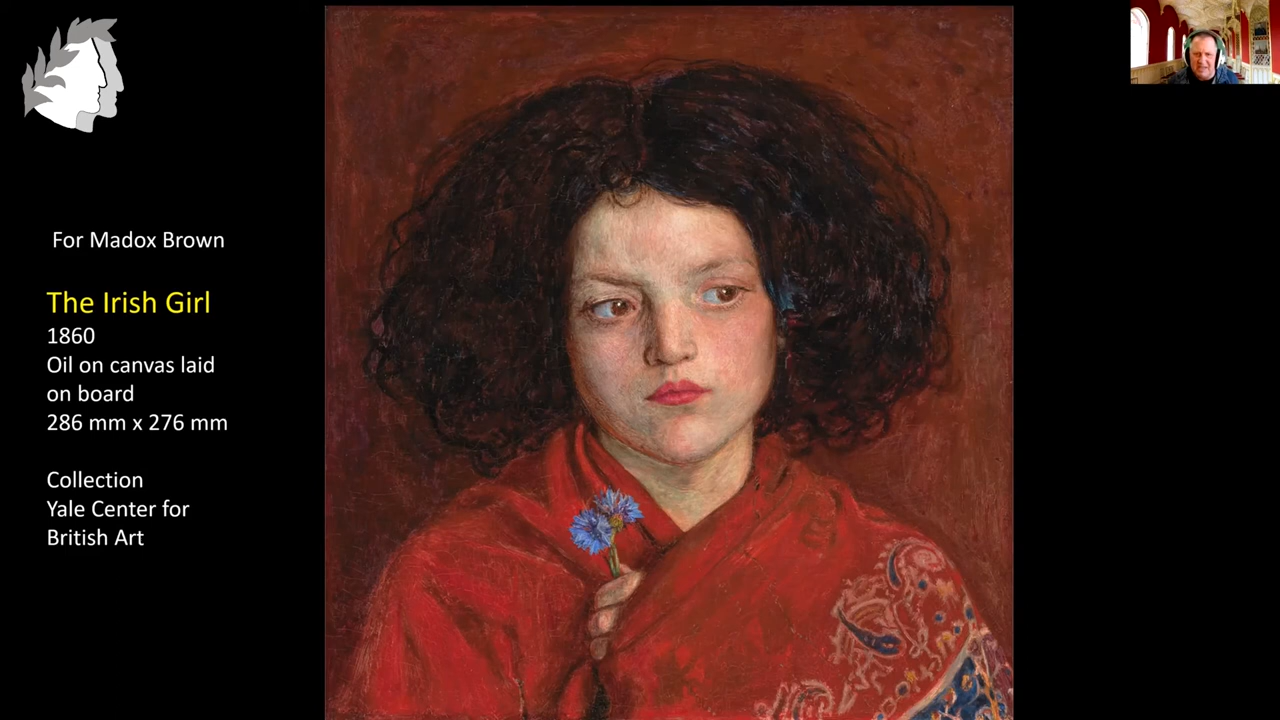 For Madox Brown
The Irish Girl
1860
Oil on canvas laid
on board
286 mm x 276 mm
Collection
Yale Center for
British Art